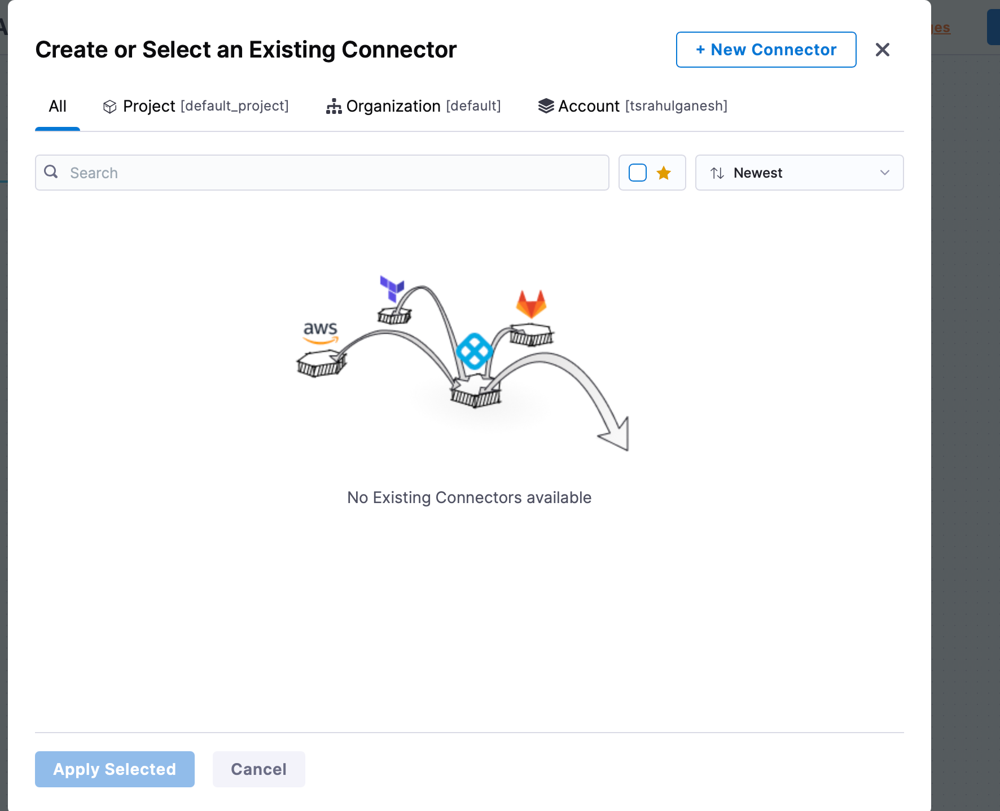 Create or Select an Existing Connector
+ New Connector
All
Project [default_project]
Organization [default]
Account [tsrahulganesh]
Search
Newest
aws
No Existing Connectors available
Apply Selected
Cancel